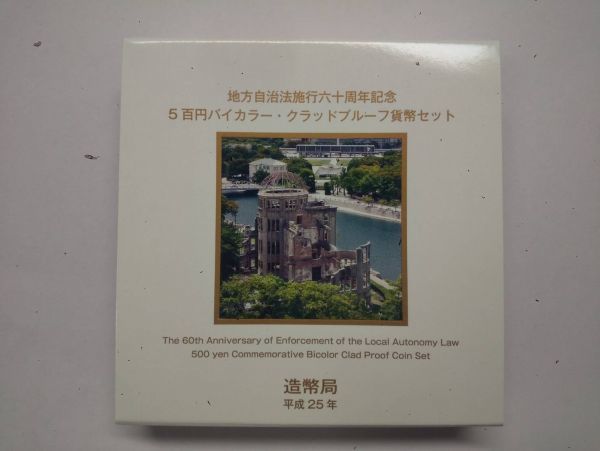 地方自治法施行六十周年記念
5百円バイカラー・クラッドプルーフ貨幣セット
The 60th Anniversary of Enforcement of the Local Autonomy Law
500 yen Commemorative Bicolor Clad Proof Coin Set
造幣局
平成25年